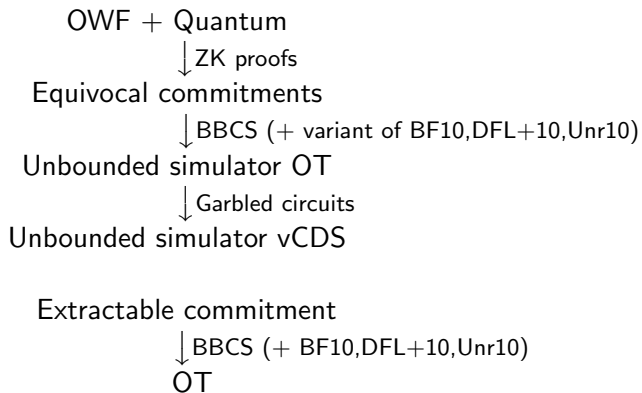 OWF + Quantum
ZK proofs
Equivocal commitments
BBCS (+ variant of BF10,DFL+10,Unr10)
Unbounded simulator OT
Garbled circuits
Unbounded simulator vCDS
Extractable commitment
BBCS (+ BF10,DFL+10,Unr10)
OT